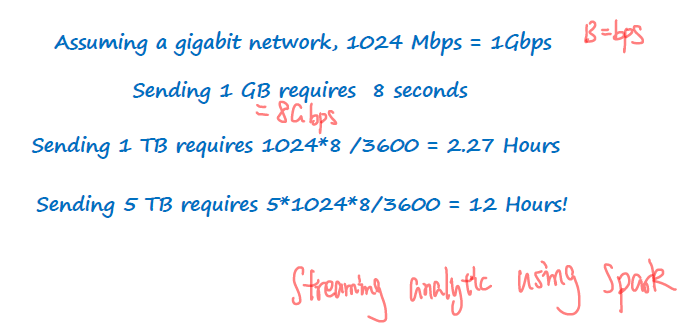 Assuming a gigabit network, 1024 Mbps = 1Gbps B=bps
Sending 1 GB requires 8 seconds
= 8Gbps
Sending 1 TB requires 1024*8 /3600 = 2.27 Hours
Sending 5 TB requires 5*1024*8/3600 = 12 Hours!
Streaming analytic using Spark